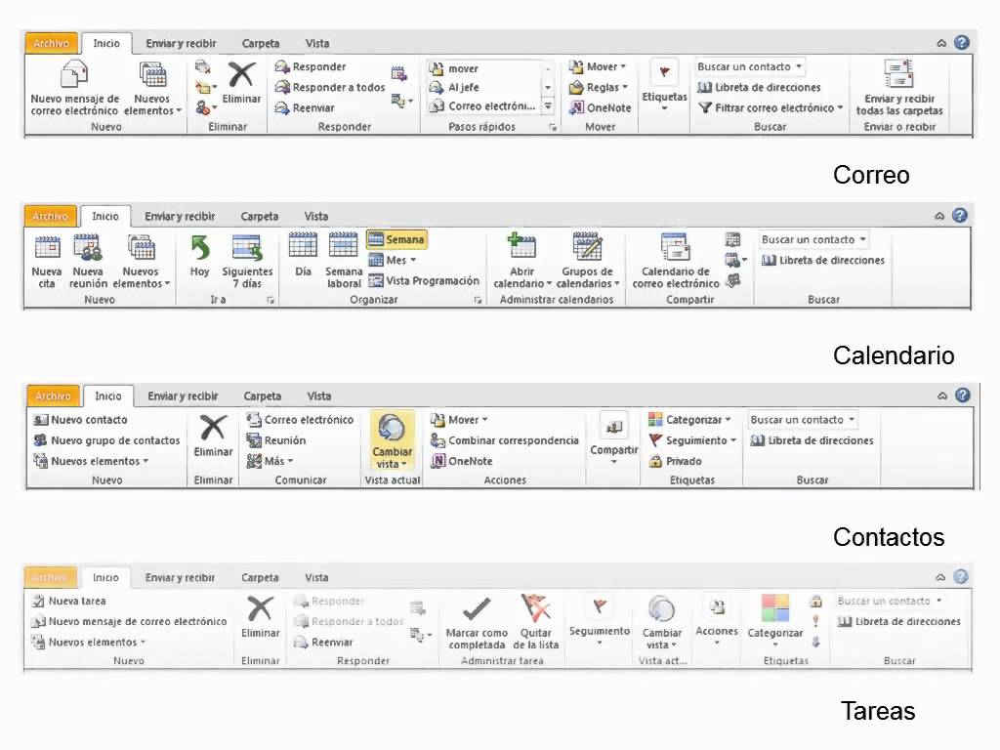 Archivo Inicio Enviar y recibir Carpeta Vista
Nuevo mensaje de correo electrónico
Nuevos elementos
Nuevo
Eliminar
Eliminar
Responder
Responder a todos
Reenviar
Responder
mover
Al jefe
Correo electróni...
Pasos rápidos
Mover
Reglas
OneNote
Mover
Etiquetas
Buscar un contacto
Libreta de direcciones
Filtrar correo electrónico
Buscar
Enviar y recibir todas las carpetas
Enviar o recibir
Correo
Archivo Inicio Enviar y recibir Carpeta Vista
Nueva cita
Nueva reunión
Nuevos elementos
Nuevo
Hoy
Siguientes 7 días
Ir a
Día
Semana laboral
Semana
Mes
Vista Programación
Organizar
Abrir calendario
Grupos de calendarios
Administrar calendarios
Calendario de correo electrónico
Compartir
Buscar un contacto
Libreta de direcciones
Buscar
Calendario
Archivo Inicio Enviar y recibir Carpeta Vista
Nuevo contacto
Nuevo grupo de contactos
Nuevos elementos
Nuevo
Eliminar
Eliminar
Correo electrónico
Reunión
Más
Comunicar
Cambiar vista
Vista actual
Mover
Combinar correspondencia
OneNote
Acciones
Compartir
Categorizar
Seguimiento
Privado
Etiquetas
Buscar un contacto
Libreta de direcciones
Buscar
Contactos
Archivo Inicio Enviar y recibir Carpeta Vista
Nueva tarea
Nuevo mensaje de correo electrónico
Nuevos elementos
Nuevo
Eliminar
Eliminar
Responder
Responder a todos
Reenviar
Responder
Marcar como completada
Quitar de la lista
Administrar tarea
Seguimiento
Cambiar vista
Vista act...
Acciones
Categorizar
Etiquetas
Buscar un contacto
Libreta de direcciones
Buscar
Tareas